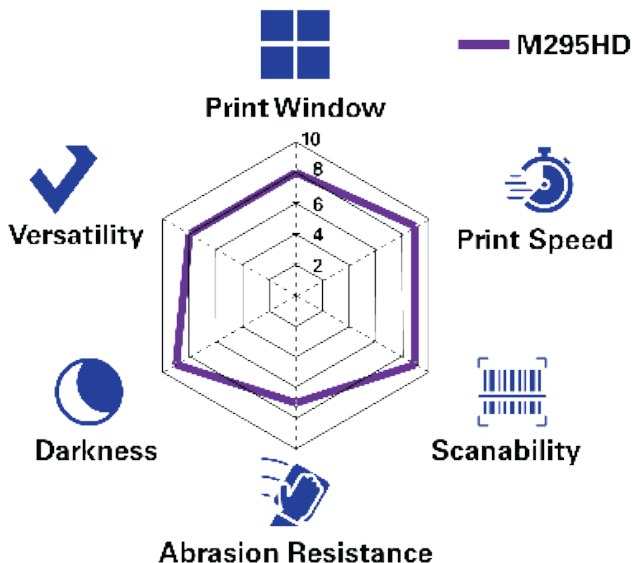 M295HD
Print Window
10
8
6
4
2
Versatility
Print Speed
Darkness
Scanability
Abrasion Resistance